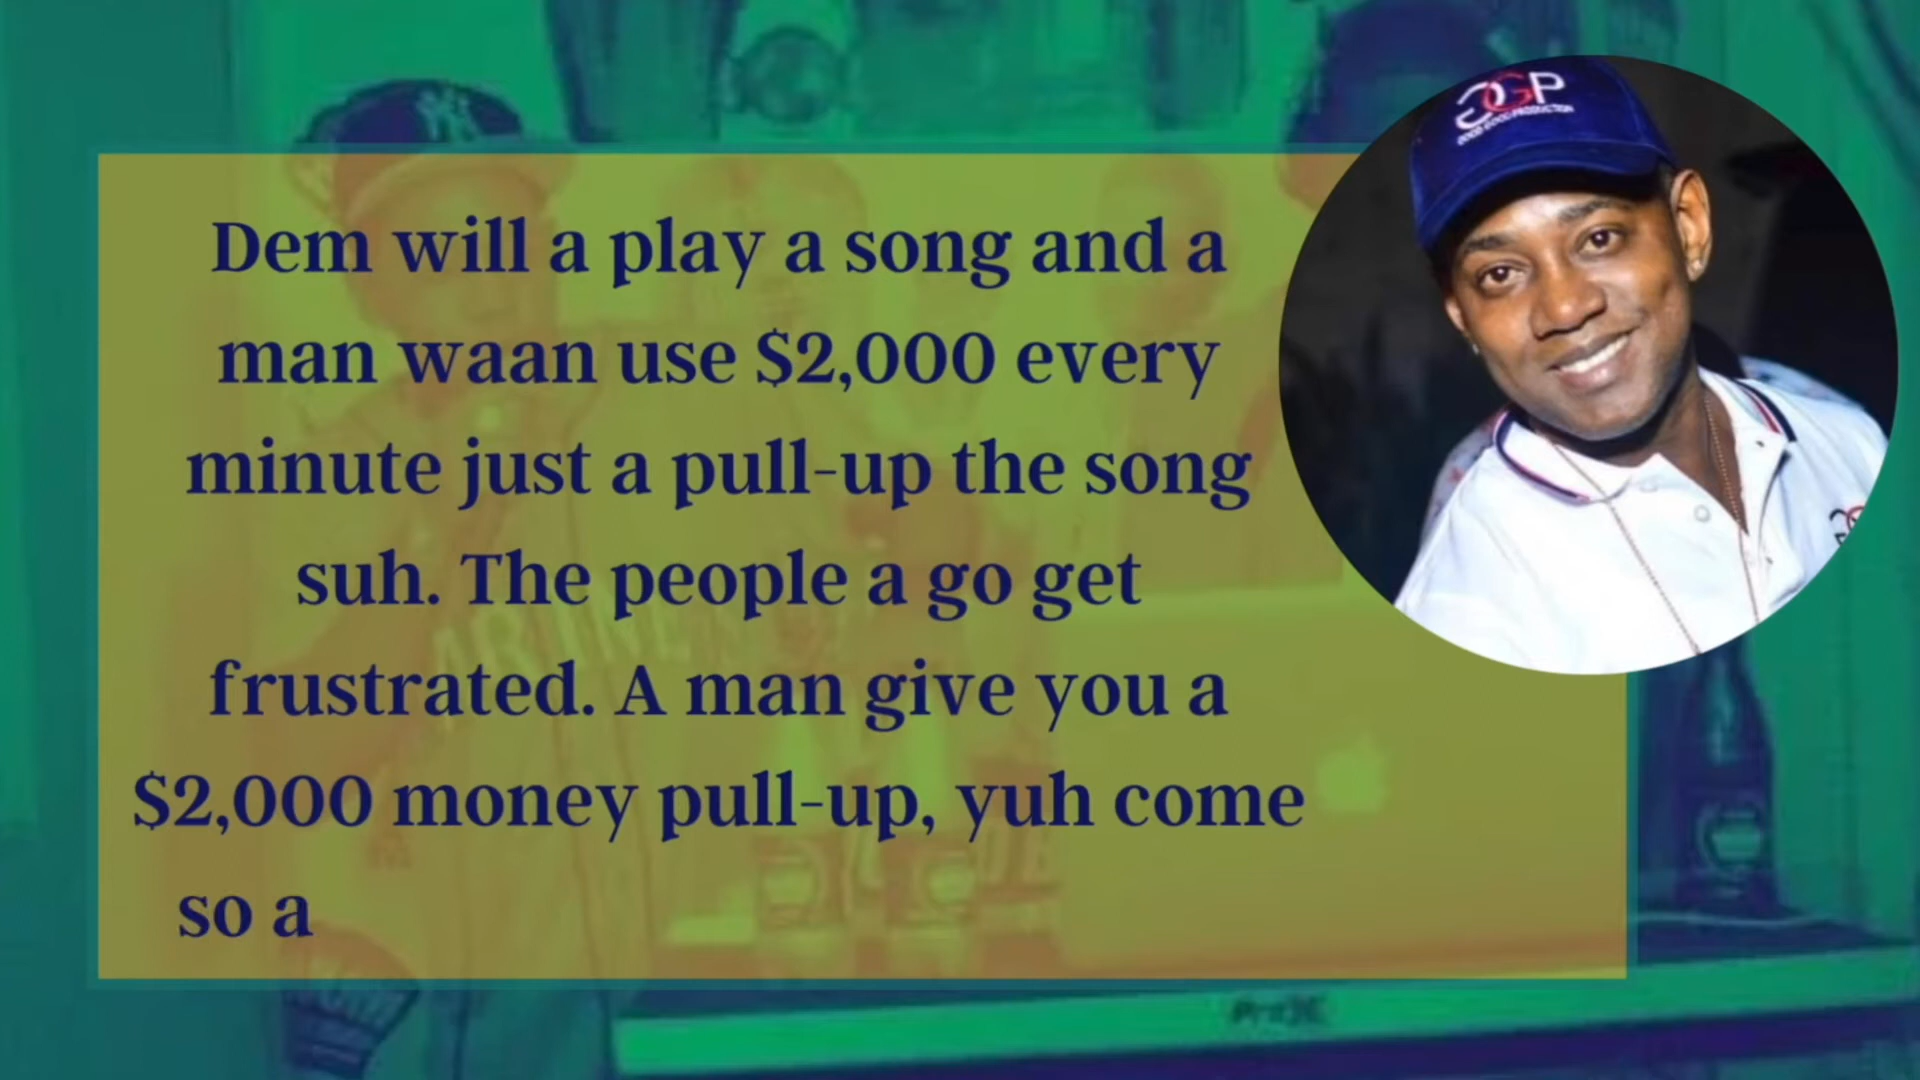 Dem will a play a song and a
man waan use $2,000 every
minute just a pull-up the song
suh. The people a go get
frustrated. A man give you a
$2,000 money pull-up, yuh come
so a
GGP